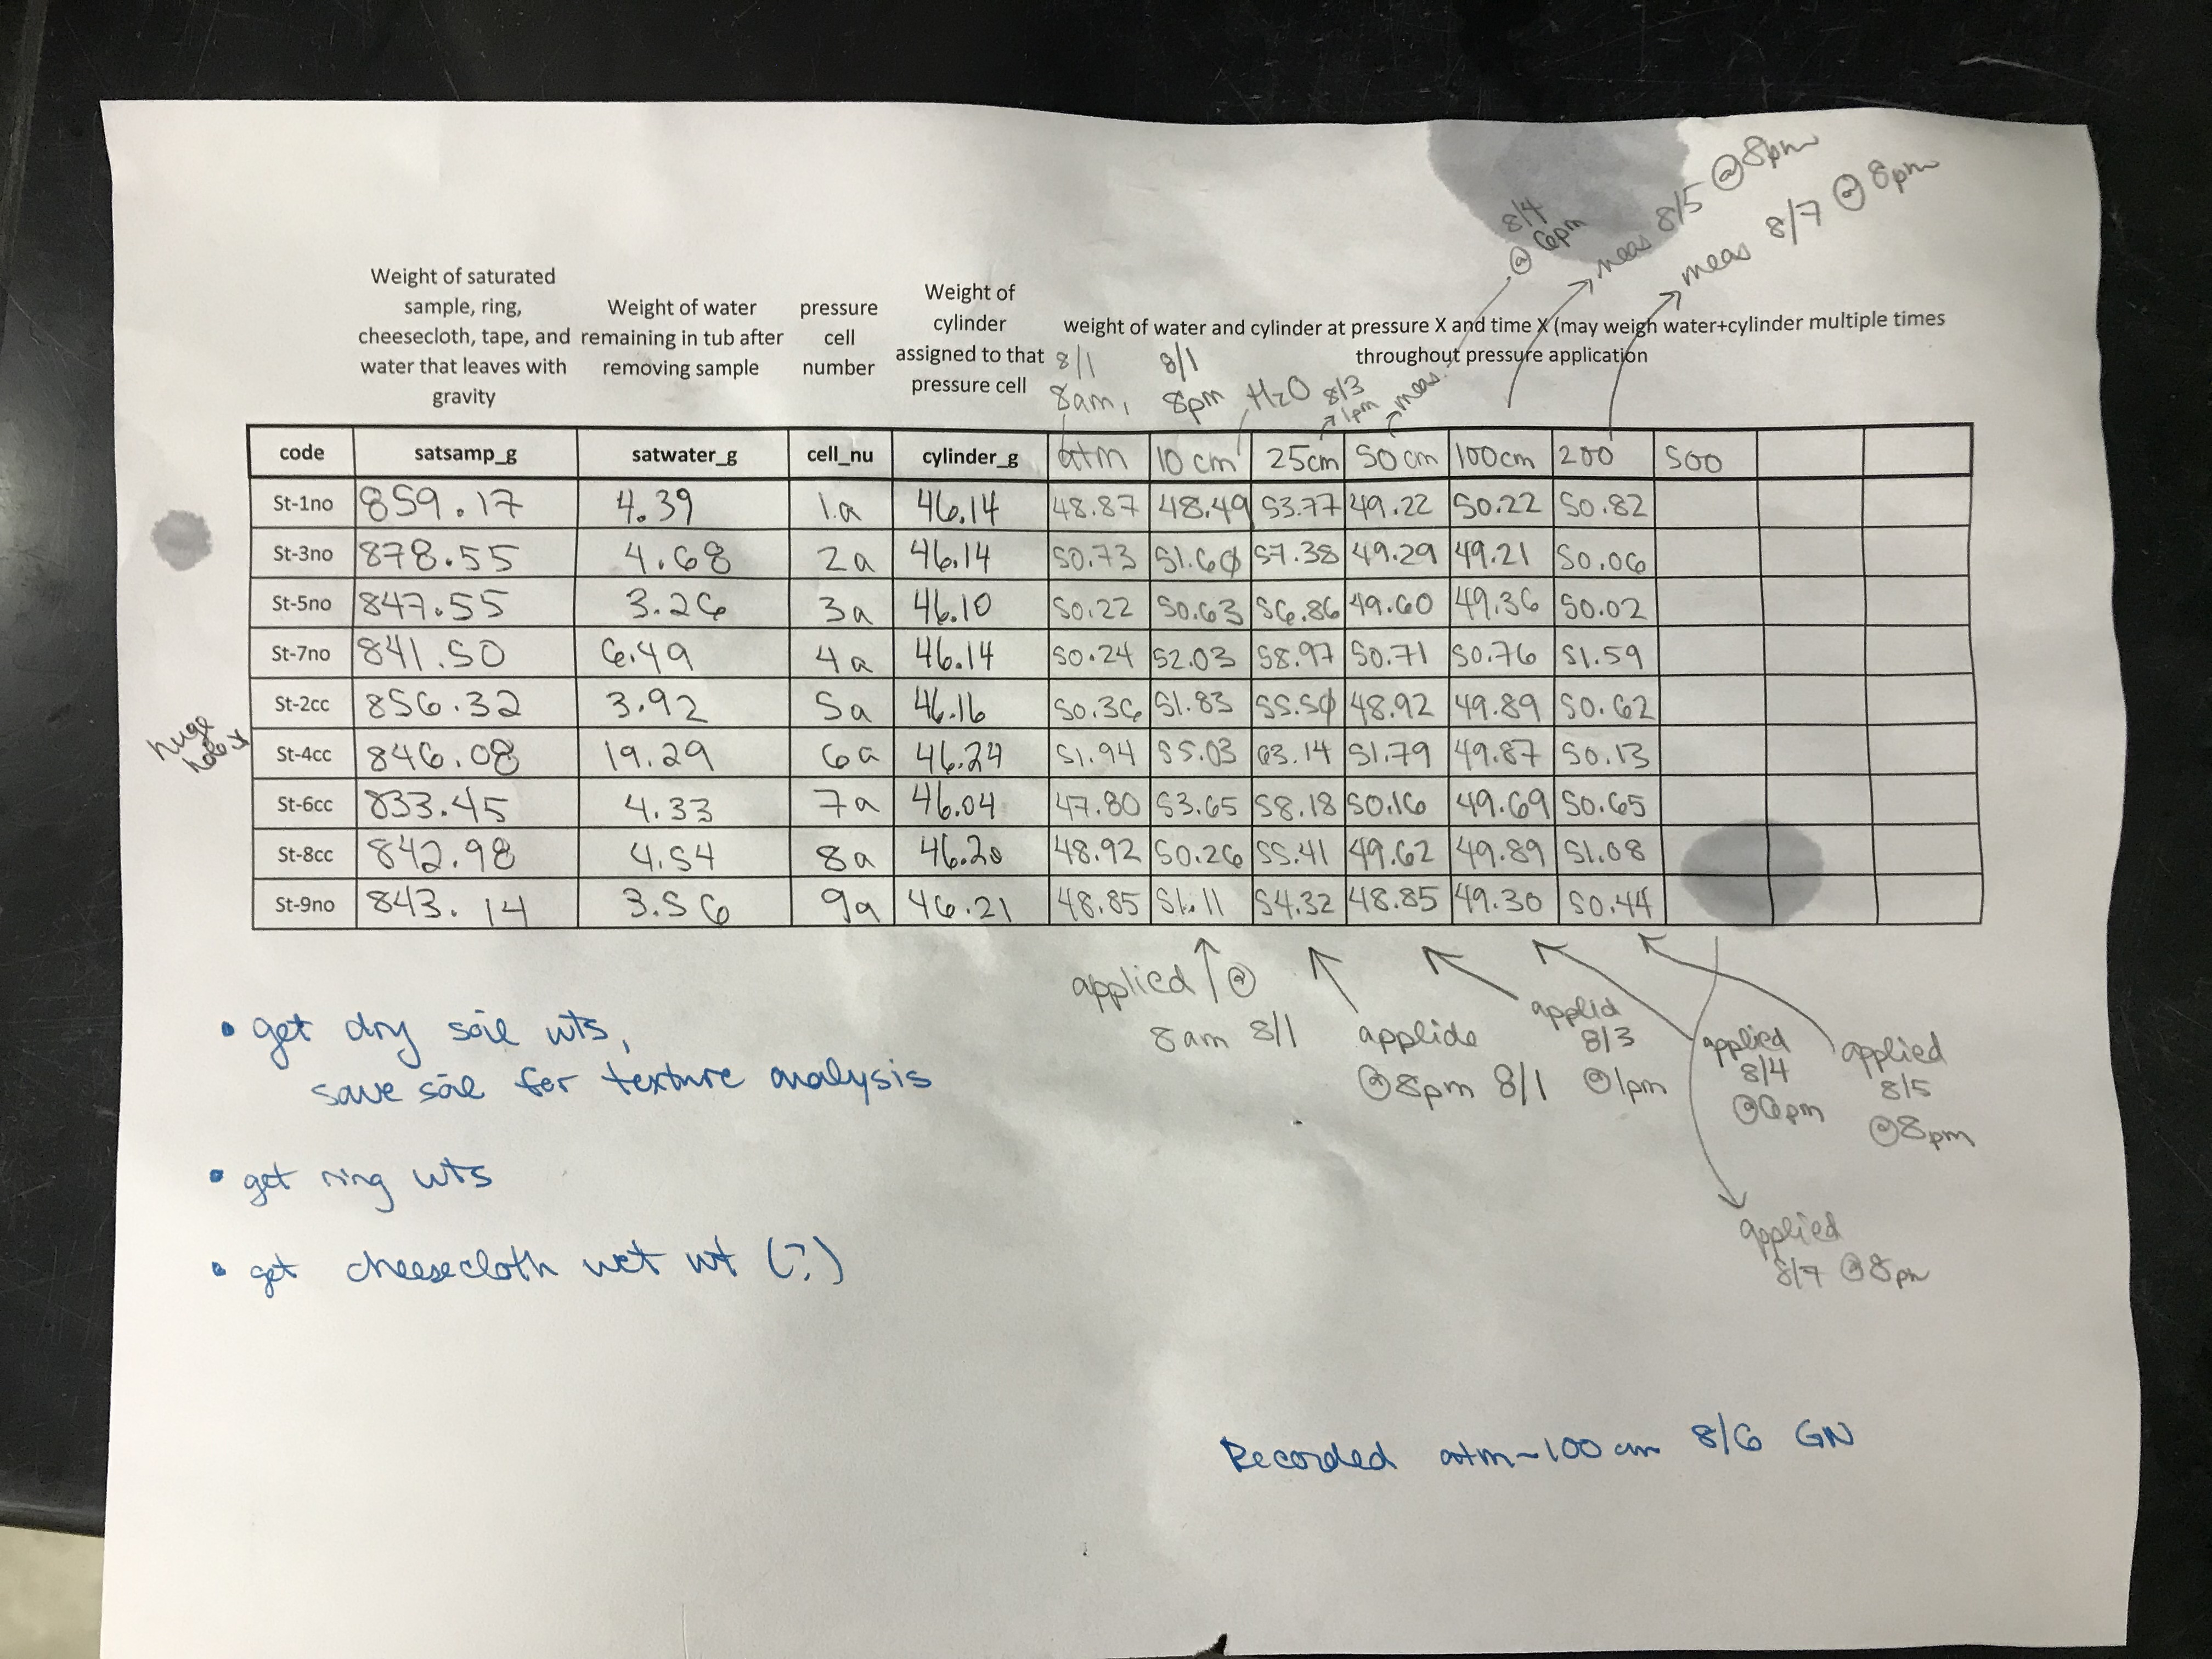 8/4
@ 6pm
meas 8/5 @ 8pm
meas 8/7 @ 8pm
Weight of saturated
sample, ring,
cheesecloth, tape, and
water that leaves with
gravity
Weight of water
remaining in tub after
removing sample
pressure
cell
number
Weight of
cylinder
assigned to that
pressure cell
weight of water and cylinder at pressure X and time X (may weigh water+cylinder multiple times
throughout pressure application
8/1
8am,
8/1
8pm
H2O
8/3
1pm
meas.
code satsamp_g satwater_g cell_nu cylinder_g atm 10 cm 25cm 50cm 100cm 200 500
St-1no 859.17 4.39 1a 46.14 48.87 48.49 53.77 49.22 50.22 50.82
St-3no 878.55 4.68 2a 46.14 50.73 51.60 57.38 49.29 49.21 50.06
St-5no 847.55 3.26 3a 46.10 50.22 50.63 56.86 49.60 49.36 50.02
St-7no 841.50 6.49 4a 46.14 50.24 52.03 58.97 50.71 50.76 51.59
St-2cc 856.32 3.92 5a 46.16 50.36 51.83 55.50 48.92 49.89 50.62
huge
St-4cc 846.08 19.29 6a 46.24 51.94 55.03 63.14 51.79 49.87 50.13
St-6cc 833.45 4.33 7a 46.04 47.80 53.65 58.18 50.16 49.69 50.65
St-8cc 842.98 4.54 8a 46.20 48.92 50.26 55.41 49.62 49.89 51.08
St-9no 843.14 3.56 9a 46.21 48.85 51.11 54.32 48.85 49.30 50.44
applied @
8am 8/1
applide
@8pm 8/1
applid
8/3
@1pm
applied
8/4
@6pm
applied
8/5
@8pm
applied
8/7 @8pm
• get dry soil wts,
save soil for texture analysis
• get ring wts
• get cheesecloth wet wt (?)
Recorded atm-100 cm 8/6 GN